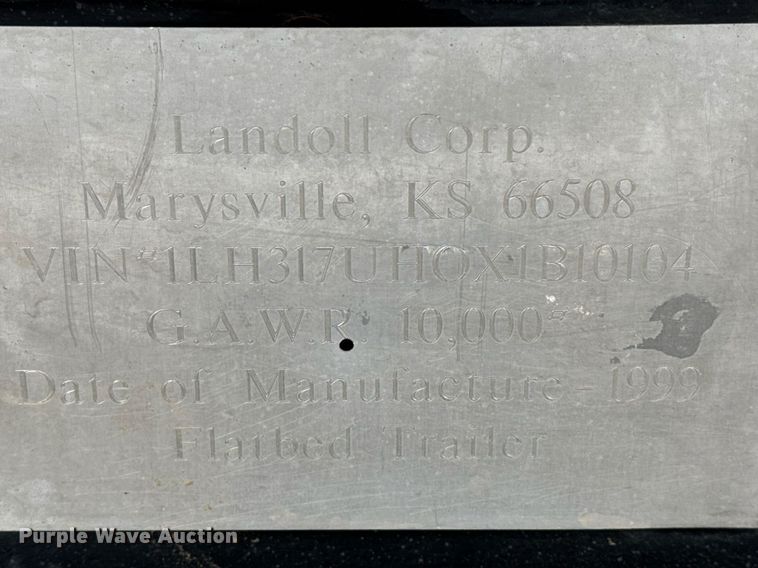 Landoll Corp.
Marysville, KS 66508
VIN#1LH317UHOX1B10104
G.A.W.R. 10,000#
Date of Manufacture-1999
Flatbed Trailer
Purple Wave Auction